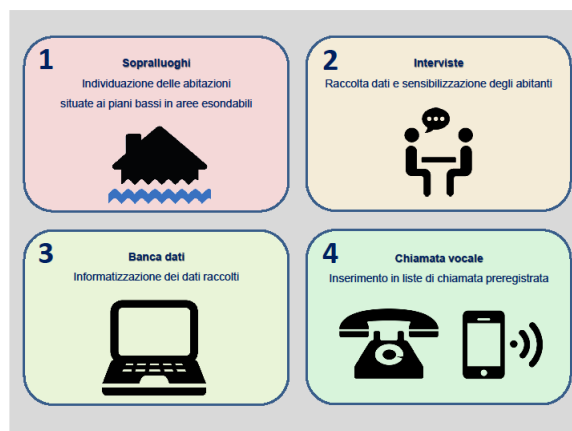 1
Sopralluoghi
Individuazione delle abitazioni
situate ai piani bassi in aree esondabili
2
Interviste
Raccolta dati e sensibilizzazione degli abitanti
3
Banca dati
Informatizzazione dei dati raccolti
4
Chiamata vocale
Inserimento in liste di chiamata preregistrata